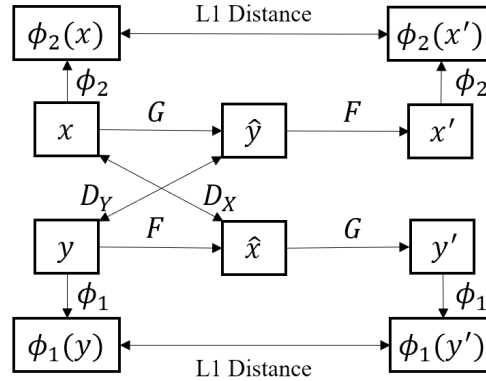 L1 Distance
ϕ₂(x) ϕ₂(x′)
ϕ₂ ϕ₂
x G ŷ F x′
D_Y D_X
y F x̂ G y′
ϕ₁ ϕ₁
ϕ₁(y) ϕ₁(y′)
L1 Distance